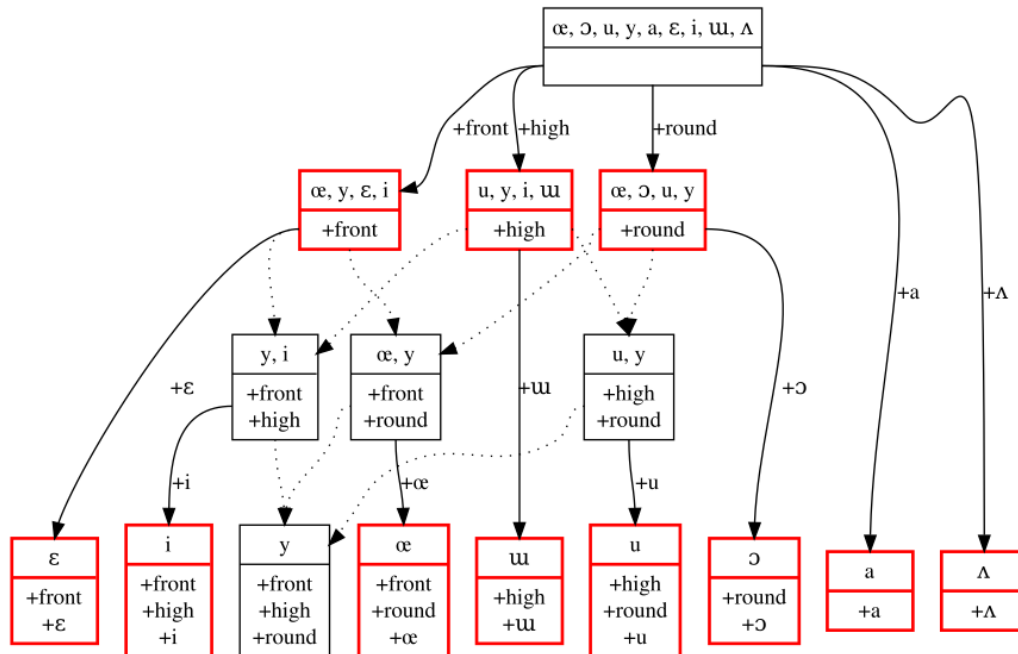 œ, ɔ, u, y, a, ɛ, i, ɯ, ʌ
+front
+high
+round
œ, y, ɛ, i
+front
u, y, i, ɯ
+high
œ, ɔ, u, y
+round
+a
+ʌ
y, i
+front
+high
œ, y
+front
+round
u, y
+high
+round
+ɛ
+ɯ
+ɔ
+i
+œ
+u
ɛ
+front
+ɛ
i
+front
+high
+i
y
+front
+high
+round
œ
+front
+round
+œ
ɯ
+high
+ɯ
u
+high
+round
+u
ɔ
+round
+ɔ
a
+a
ʌ
+ʌ